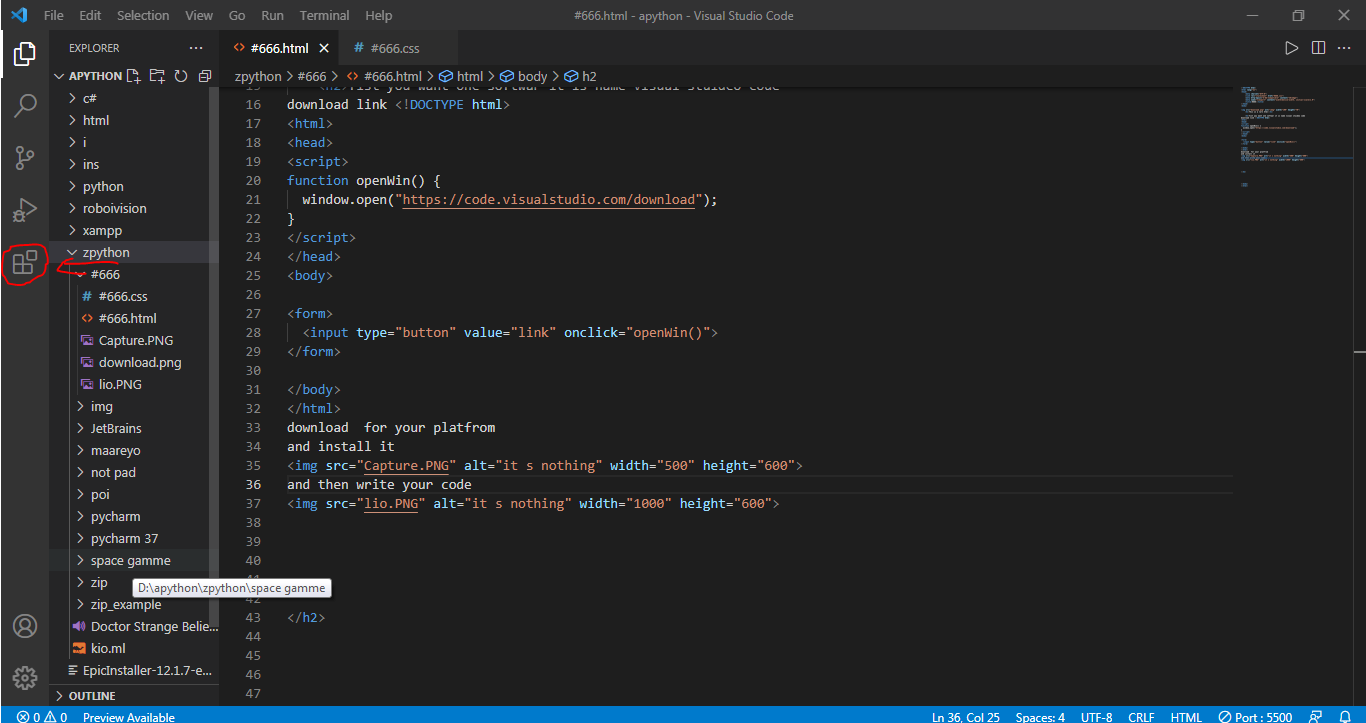 File Edit Selection View Go Run Terminal Help #666.html - apython - Visual Studio Code
EXPLORER
#666.html
# #666.css
APYTHON
zpython > #666 > #666.html > html > body > h2
c#
html
i
ins
python
roboivision
xampp
zpython
#666
# #666.css
#666.html
Capture.PNG
download.png
lio.PNG
img
JetBrains
maareyo
not pad
poi
pycharm
pycharm 37
space gamme
zip
D:\apython\zpython\space gamme
zip_example
Doctor Strange Belie...
kio.ml
EpicInstaller-12.1.7-e...
OUTLINE
16 download link <!DOCTYPE html>
17 <html>
18 <head>
19 <script>
20 function openWin() {
21 window.open("https://code.visualstudio.com/download");
22 }
23 </script>
24 </head>
25 <body>
26
27 <form>
28 <input type="button" value="link" onclick="openWin()">
29 </form>
30
31 </body>
32 </html>
33 download  for your platfrom
34 and install it
35 <img src="Capture.PNG" alt="it s nothing" width="500" height="600">
36 and then write your code
37 <img src="lio.PNG" alt="it s nothing" width="1000" height="600">
38
39
40
42
43 </h2>
44
45
46
47
0 0 Preview Available Ln 36, Col 25 Spaces: 4 UTF-8 CRLF HTML Port : 5500